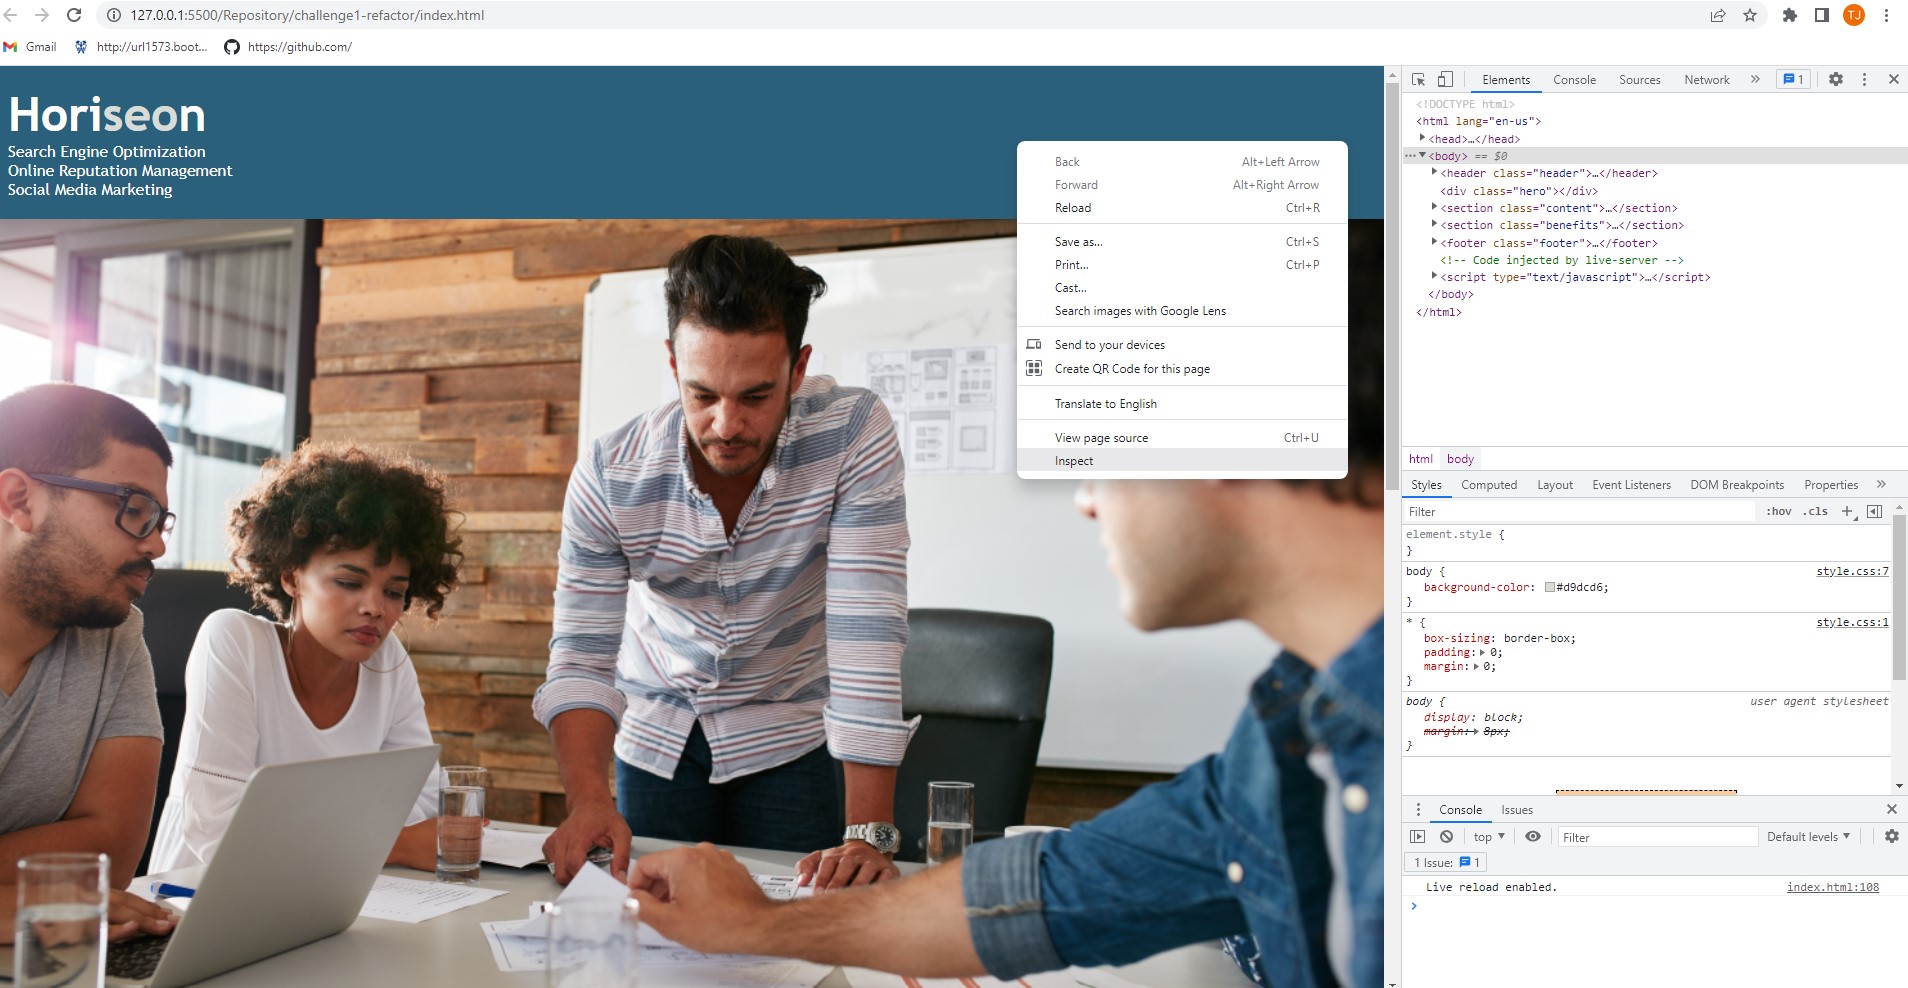 127.0.0.1:5500/Repository/challenge1-refactor/index.html
TJ
Gmail http://url1573.boot... https://github.com/
Horiseon
Search Engine Optimization
Online Reputation Management
Social Media Marketing
Back Alt+Left Arrow
Forward Alt+Right Arrow
Reload Ctrl+R
Save as... Ctrl+S
Print... Ctrl+P
Cast...
Search images with Google Lens
Send to your devices
Create QR Code for this page
Translate to English
View page source Ctrl+U
Inspect
Elements Console Sources Network » 1
<!DOCTYPE html>
<html lang="en-us">
<head>…</head>
<body> == $0
<header class="header">…</header>
<div class="hero"></div>
<section class="content">…</section>
<section class="benefits">…</section>
<footer class="footer">…</footer>
<!-- Code injected by live-server -->
<script type="text/javascript">…</script>
</body>
</html>
html body
Styles Computed Layout Event Listeners DOM Breakpoints Properties »
Filter :hov .cls +
element.style {
}
body { style.css:7
background-color: #d9dcd6;
}
* { style.css:1
box-sizing: border-box;
padding: 0;
margin: 0;
}
body { user agent stylesheet
display: block;
margin: 8px;
}
Console Issues
top Filter Default levels
1 Issue: 1
Live reload enabled. index.html:108
>